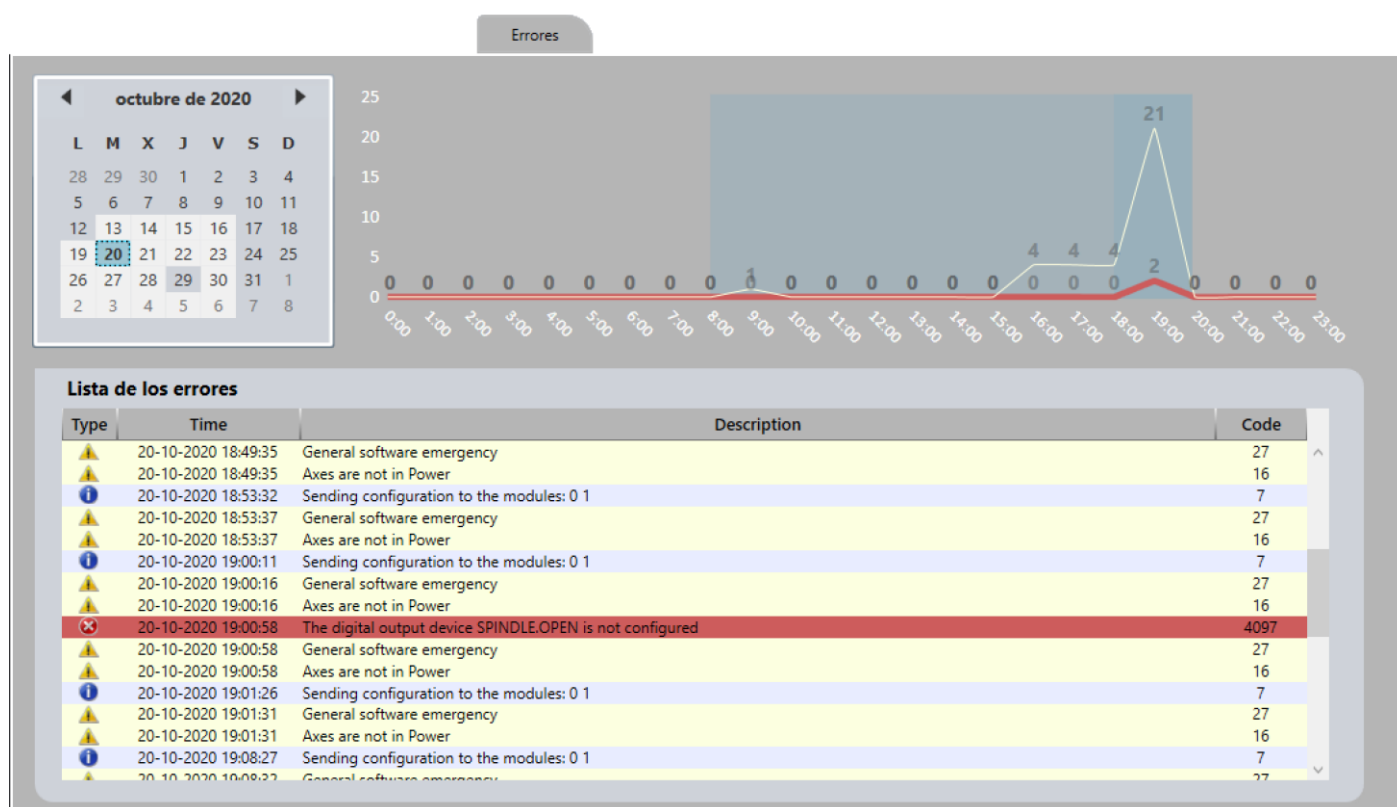 Errores
octubre de 2020
L M X J V S D
28 29 30 1 2 3 4
5 6 7 8 9 10 11
12 13 14 15 16 17 18
19 20 21 22 23 24 25
26 27 28 29 30 31 1
2 3 4 5 6 7 8
25
20
15
10
5
0
21
4 4 4
2
1
0 0 0 0 0 0 0 0 0 0 0 0 0 0 0 0 0 0 0 0 0 0 0
0:00 1:00 2:00 3:00 4:00 5:00 6:00 7:00 8:00 9:00 10:00 11:00 12:00 13:00 14:00 15:00 16:00 17:00 18:00 19:00 20:00 21:00 22:00 23:00
Lista de los errores
Type Time Description Code
20-10-2020 18:49:35 General software emergency 27
20-10-2020 18:49:35 Axes are not in Power 16
20-10-2020 18:53:32 Sending configuration to the modules: 0 1 7
20-10-2020 18:53:37 General software emergency 27
20-10-2020 18:53:37 Axes are not in Power 16
20-10-2020 19:00:11 Sending configuration to the modules: 0 1 7
20-10-2020 19:00:16 General software emergency 27
20-10-2020 19:00:16 Axes are not in Power 16
20-10-2020 19:00:58 The digital output device SPINDLE.OPEN is not configured 4097
20-10-2020 19:00:58 General software emergency 27
20-10-2020 19:00:58 Axes are not in Power 16
20-10-2020 19:01:26 Sending configuration to the modules: 0 1 7
20-10-2020 19:01:31 General software emergency 27
20-10-2020 19:01:31 Axes are not in Power 16
20-10-2020 19:08:27 Sending configuration to the modules: 0 1 7
20-10-2020 19:08:32 General software emergency 27